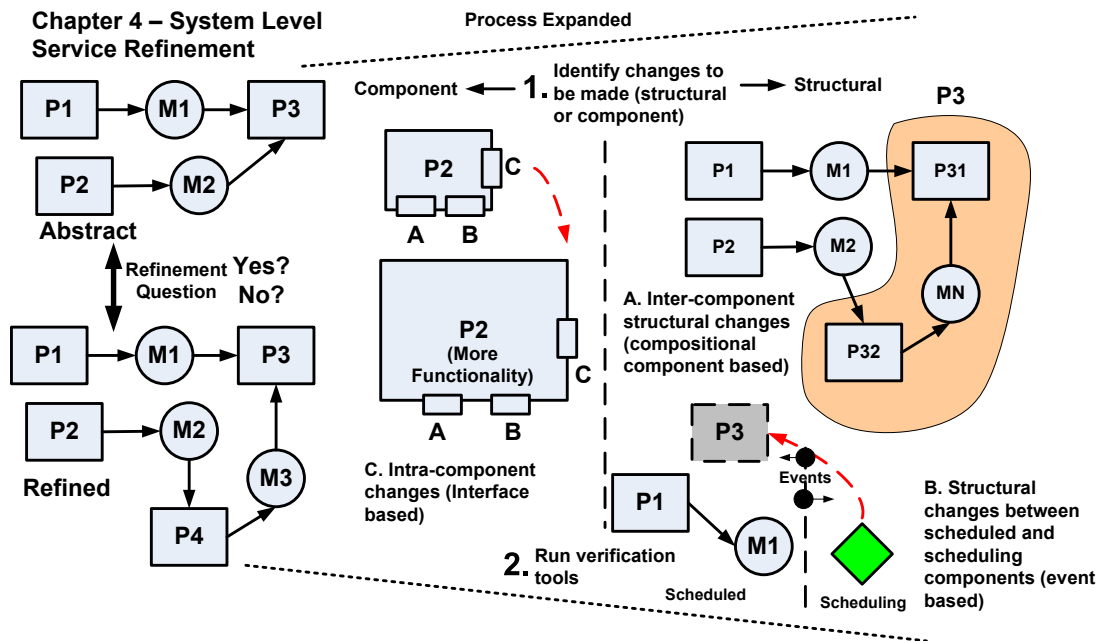 Chapter 4 – System Level
Service Refinement
P1
M1
P3
P2
M2
Abstract
Refinement
Question
Yes?
No?
P1
M1
P3
P2
M2
Refined
M3
P4
Process Expanded
Component
1.
Identify changes to
be made (structural
or component)
Structural
P2
C
A
B
P2
(More
Functionality)
C
A
B
C. Intra-component
changes (Interface
based)
P3
P1
M1
P31
P2
M2
MN
P32
A. Inter-component
structural changes
(compositional
component based)
P3
Events
P1
M1
B. Structural
changes between
scheduled and
scheduling
components (event
based)
2.
Run verification
tools
Scheduled
Scheduling